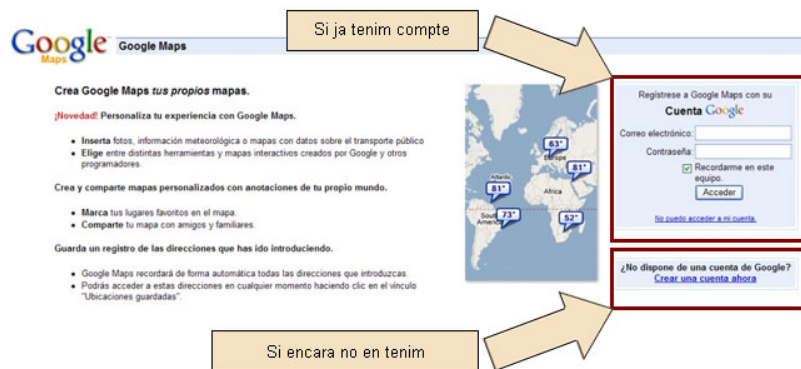 Si ja tenim compte
Google Maps
Google Maps
Crea Google Maps tus propios mapas.
¡Novedad! Personaliza tu experiencia con Google Maps.
Inserta fotos, información meteorológica o mapas con datos sobre el transporte público
Elige entre distintas herramientas y mapas interactivos creados por Google y otros
programadores.
Crea y comparte mapas personalizados con anotaciones de tu propio mundo.
Marca tus lugares favoritos en el mapa.
Comparte tu mapa con amigos y familiares.
Guarda un registro de las direcciones que has ido introduciendo.
Google Maps recordará de forma automática todas las direcciones que introduzcas.
Podrás acceder a estas direcciones en cualquier momento haciendo clic en el vínculo
"Ubicaciones guardadas".
63°
Europe
81°
Atlantic
81°
Africa
South
America
73°
52°
Regístrese a Google Maps con su
Cuenta Google
Correo electrónico:
Contraseña:
Recordarme en este
equipo.
Acceder
No puedo acceder a mi cuenta.
¿No dispone de una cuenta de Google?
Crear una cuenta ahora
Si encara no en tenim